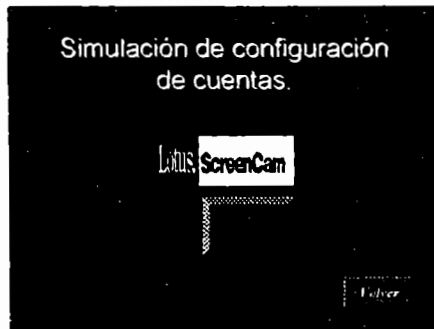 Simulación de configuración
de cuentas.
Lotus ScreenCam
Volver